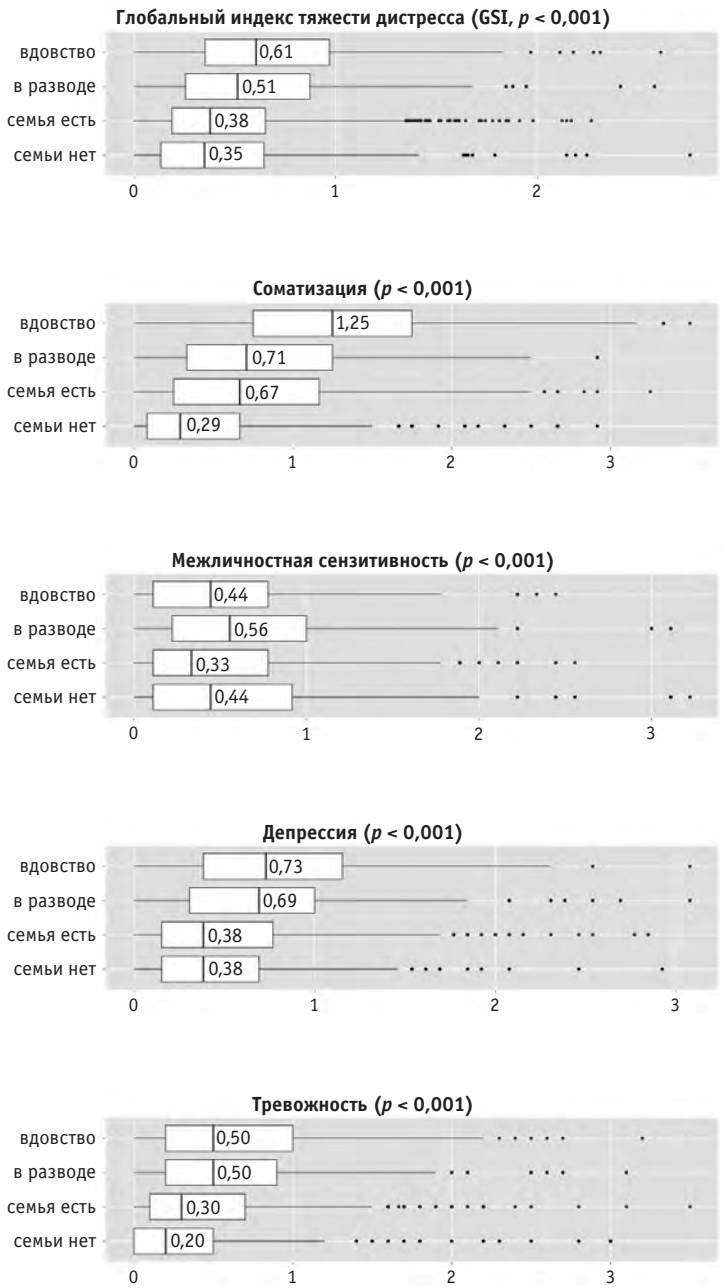 Глобальный индекс тяжести дистресса (GSI, p < 0,001)
вдовство 0,61
в разводе 0,51
семья есть 0,38
семьи нет 0,35
0 1 2
Соматизация (p < 0,001)
вдовство 1,25
в разводе 0,71
семья есть 0,67
семьи нет 0,29
0 1 2 3
Межличностная сензитивность (p < 0,001)
вдовство 0,44
в разводе 0,56
семья есть 0,33
семьи нет 0,44
0 1 2 3
Депрессия (p < 0,001)
вдовство 0,73
в разводе 0,69
семья есть 0,38
семьи нет 0,38
0 1 2 3
Тревожность (p < 0,001)
вдовство 0,50
в разводе 0,50
семья есть 0,30
семьи нет 0,20
0 1 2 3